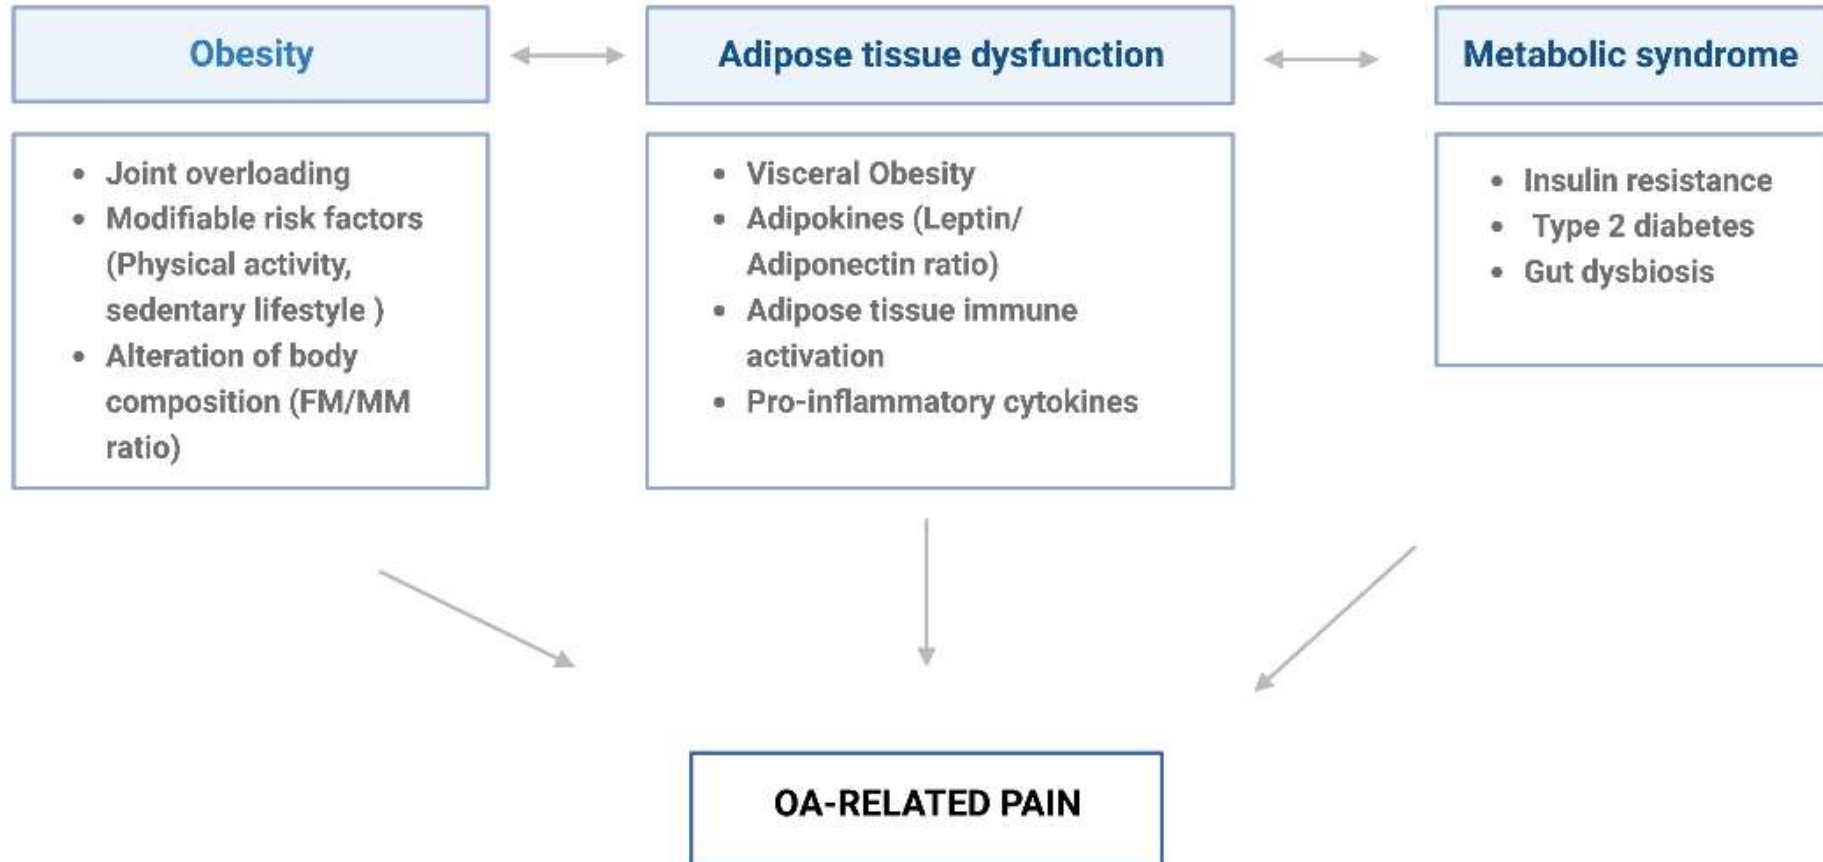 Obesity
Adipose tissue dysfunction
Metabolic syndrome
• Joint overloading
• Modifiable risk factors
(Physical activity,
sedentary lifestyle )
• Alteration of body
composition (FM/MM
ratio)
• Visceral Obesity
• Adipokines (Leptin/
Adiponectin ratio)
• Adipose tissue immune
activation
• Pro-inflammatory cytokines
• Insulin resistance
• Type 2 diabetes
• Gut dysbiosis
OA-RELATED PAIN